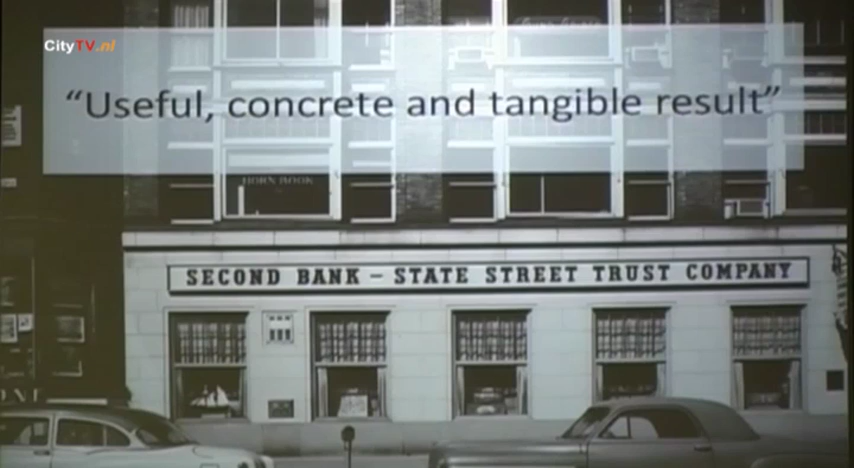 CityTV.nl
“Useful, concrete and tangible result”
HORN BOOK
SECOND BANK – STATE STREET TRUST COMPANY